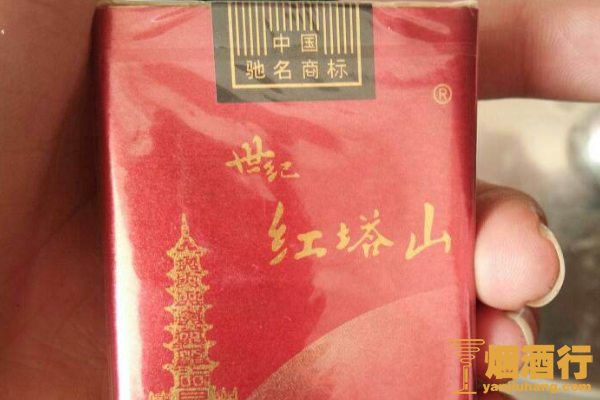 中国
驰名商标
®
世纪
红塔山
烟酒行
yanjiuhang.com